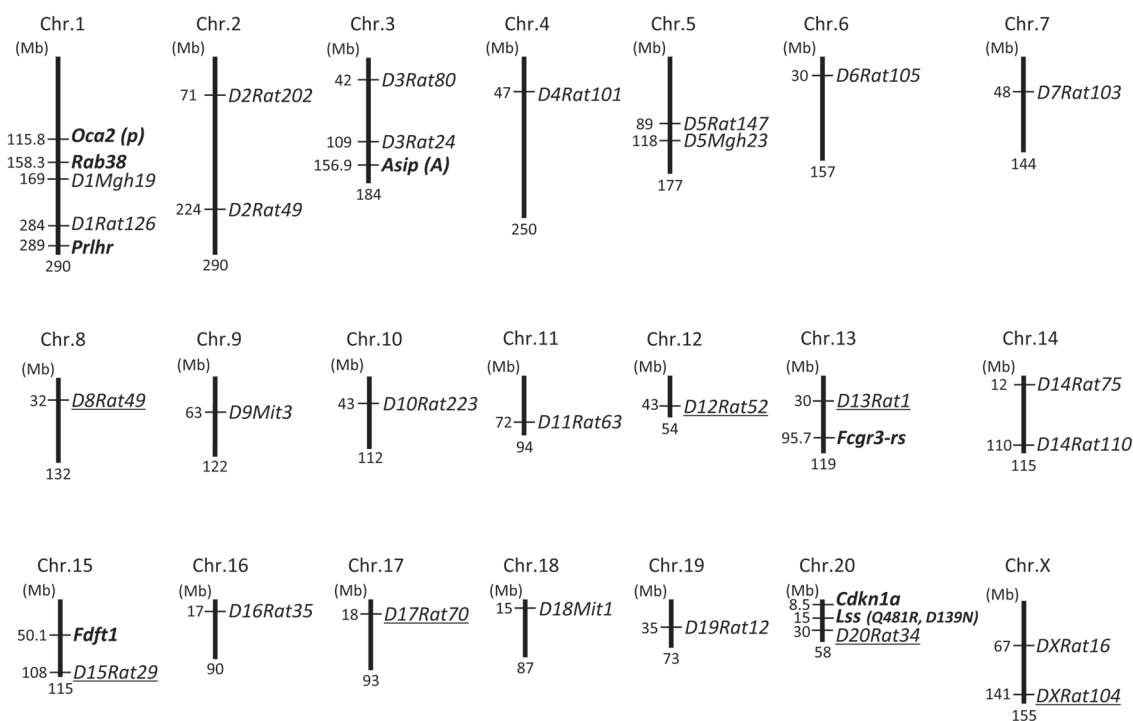 Chr.1
(Mb)
115.8 Oca2 (p)
158.3 Rab38
169 D1Mgh19
284 D1Rat126
289 Prlhr
290
Chr.2
(Mb)
71 D2Rat202
224 D2Rat49
290
Chr.3
(Mb)
42 D3Rat80
109 D3Rat24
156.9 Asip (A)
184
Chr.4
(Mb)
47 D4Rat101
250
Chr.5
(Mb)
89 D5Rat147
118 D5Mgh23
177
Chr.6
(Mb)
30 D6Rat105
157
Chr.7
(Mb)
48 D7Rat103
144
Chr.8
(Mb)
32 D8Rat49
132
Chr.9
(Mb)
63 D9Mit3
122
Chr.10
(Mb)
43 D10Rat223
112
Chr.11
(Mb)
72 D11Rat63
94
Chr.12
(Mb)
43 D12Rat52
54
Chr.13
(Mb)
30 D13Rat1
95.7 Fcgr3-rs
119
Chr.14
(Mb)
12 D14Rat75
110 D14Rat110
115
Chr.15
(Mb)
50.1 Fdft1
108 D15Rat29
115
Chr.16
(Mb)
17 D16Rat35
90
Chr.17
(Mb)
18 D17Rat70
93
Chr.18
(Mb)
15 D18Mit1
87
Chr.19
(Mb)
35 D19Rat12
73
Chr.20
(Mb)
8.5 Cdkn1a
15 Lss (Q481R, D139N)
30 D20Rat34
58
Chr.X
(Mb)
67 DXRat16
141 DXRat104
155